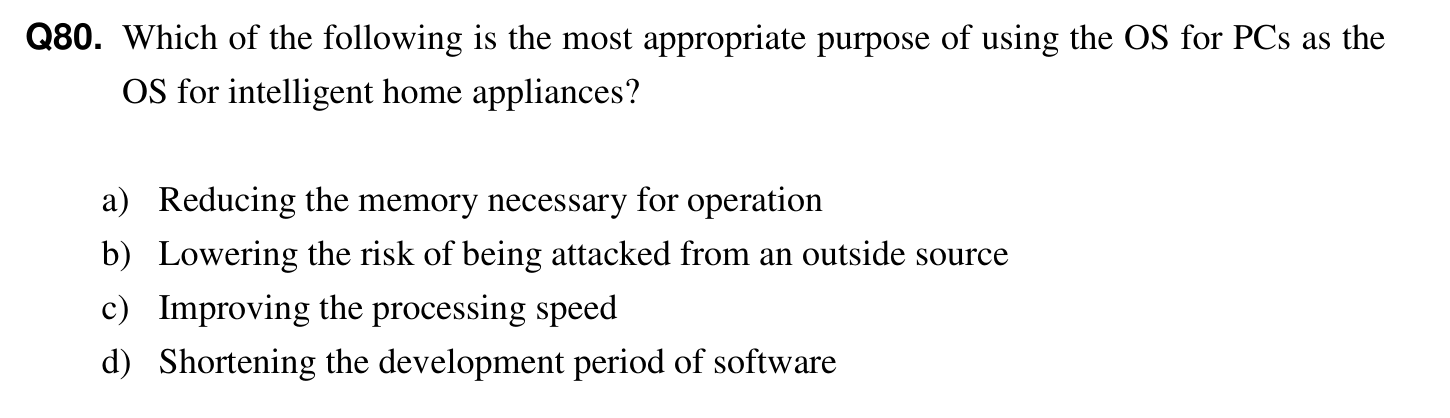 Q80. Which of the following is the most appropriate purpose of using the OS for PCs as the
OS for intelligent home appliances?
a) Reducing the memory necessary for operation
b) Lowering the risk of being attacked from an outside source
c) Improving the processing speed
d) Shortening the development period of software